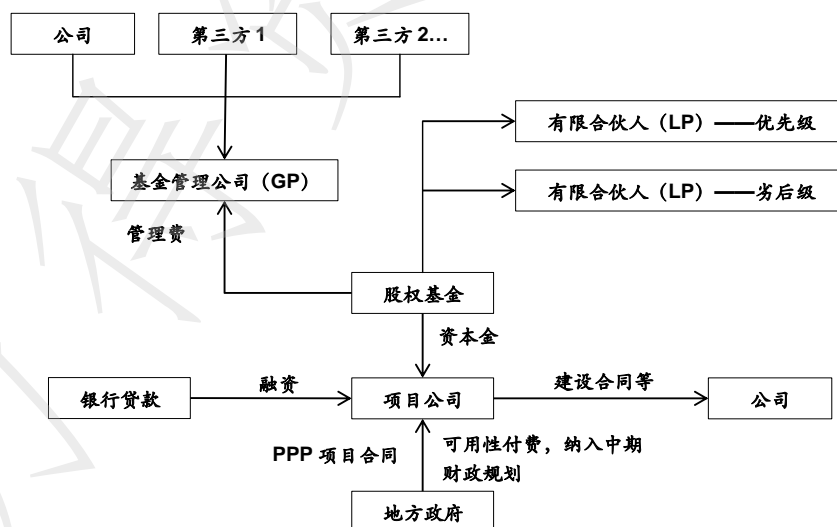 公司
第三方 1
第三方 2...
有限合伙人（LP）——优先级
基金管理公司（GP）
有限合伙人（LP）——劣后级
管理费
股权基金
资本金
银行贷款
融资
项目公司
建设合同等
公司
PPP 项目合同
可用性付费，纳入中期
财政规划
地方政府